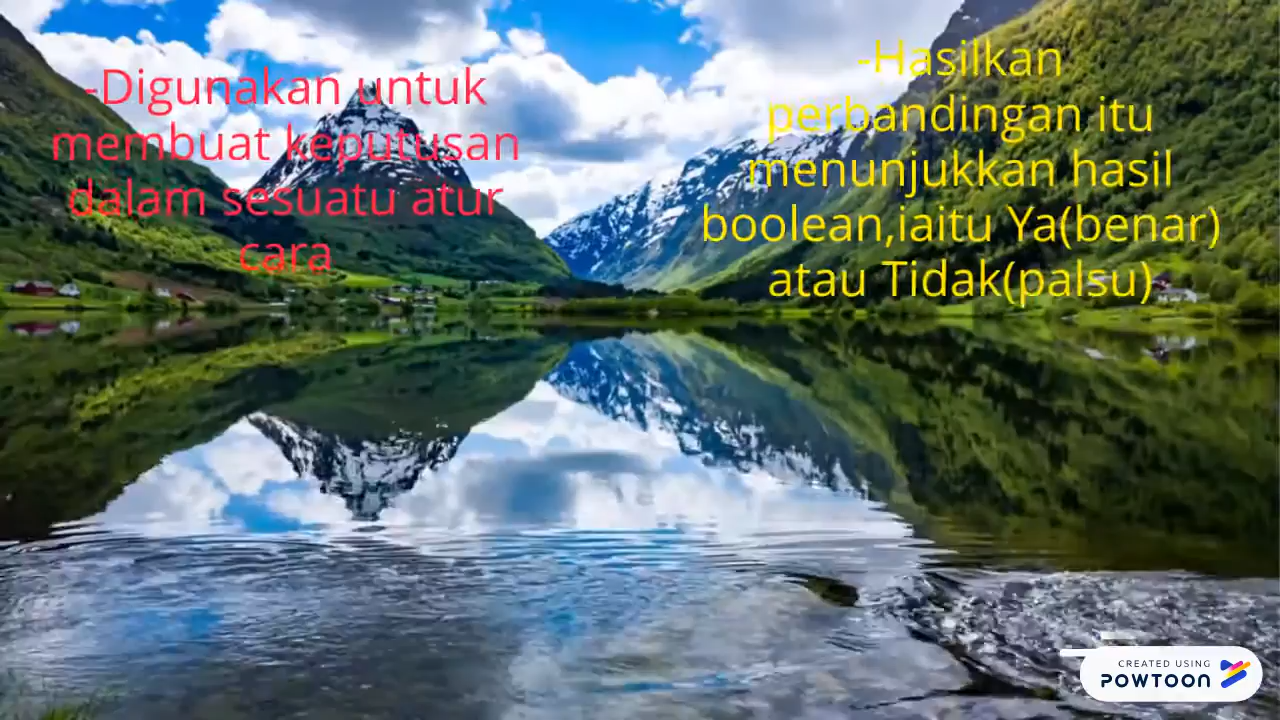 -Digunakan untuk
membuat keputusan
dalam sesuatu atur
cara
-Hasilkan
perbandingan itu
menunjukkan hasil
boolean,iaitu Ya(benar)
atau Tidak(palsu)
CREATED USING
POWTOON